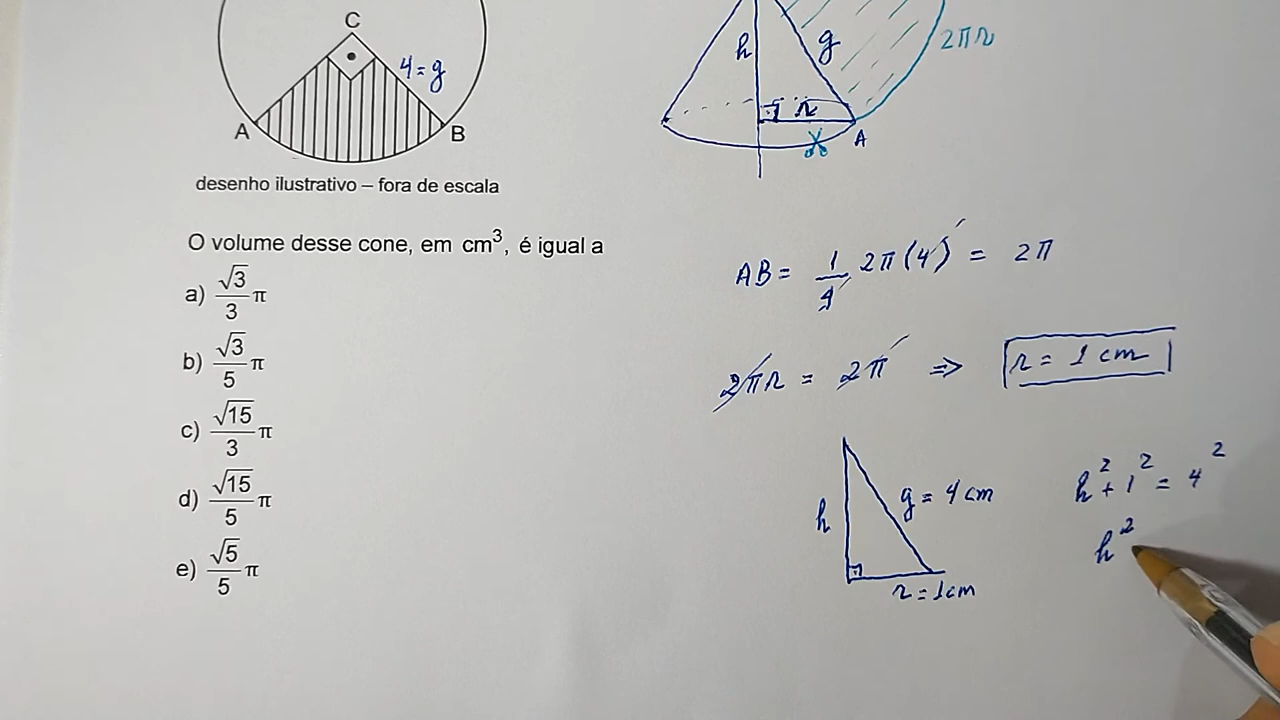 C
4 = g
A
B
desenho ilustrativo – fora de escala
O volume desse cone, em cm³, é igual a
a) √3/3 π
b) √3/5 π
c) √15/3 π
d) √15/5 π
e) √5/5 π
h
g
2πr
r
A
AB = 1/4 2π(4) = 2π
2πr = 2π ⇒ r = 1 cm
h
g = 4 cm
r = 1cm
h² + 1² = 4²
h²